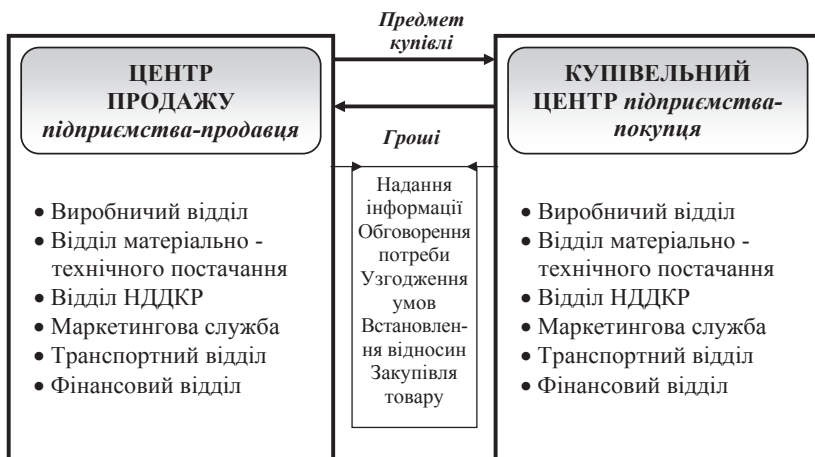 Предмет
купівлі
ЦЕНТР
ПРОДАЖУ
підприємства-продавця
КУПІВЕЛЬНИЙ
ЦЕНТР підприємства-
покупця
Гроші
Надання
інформації
Обговорення
потреби
Узгодження
умов
Встановлен-
ня відносин
Закупівля
товару
• Виробничий відділ
• Відділ матеріально -
технічного постачання
• Відділ НДДКР
• Маркетингова служба
• Транспортний відділ
• Фінансовий відділ
• Виробничий відділ
• Відділ матеріально -
технічного постачання
• Відділ НДДКР
• Маркетингова служба
• Транспортний відділ
• Фінансовий відділ